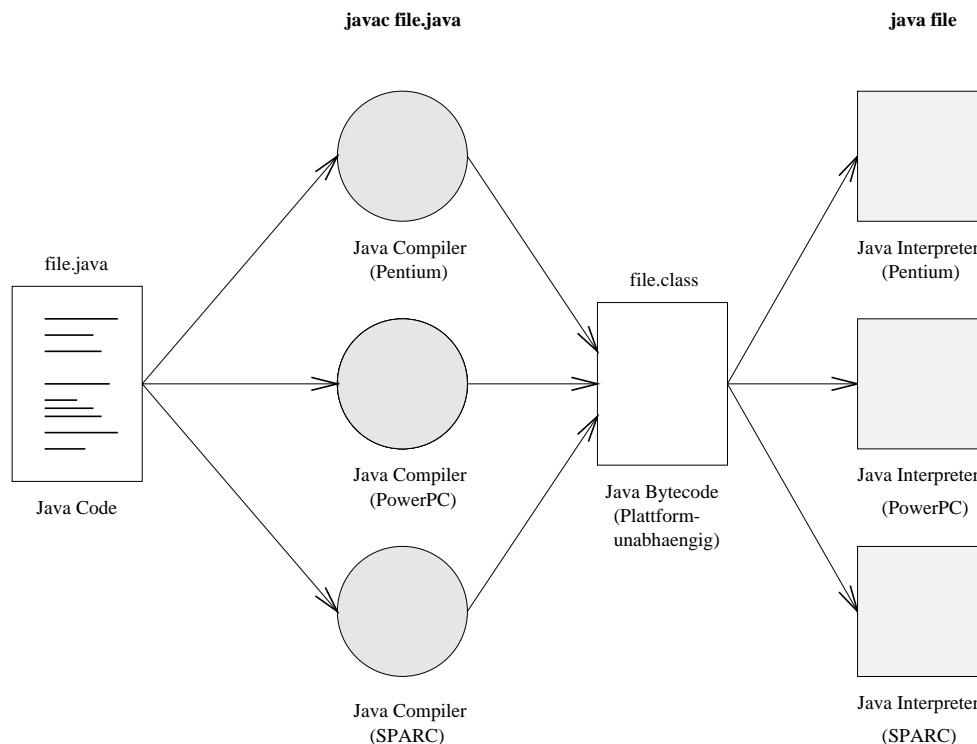 javac file.java
java file
Java Compiler
(Pentium)
Java Interpreter
(Pentium)
file.java
file.class
Java Code
Java Compiler
(PowerPC)
Java Bytecode
(Plattform-
unabhaengig)
Java Interpreter
(PowerPC)
Java Compiler
(SPARC)
Java Interpreter
(SPARC)